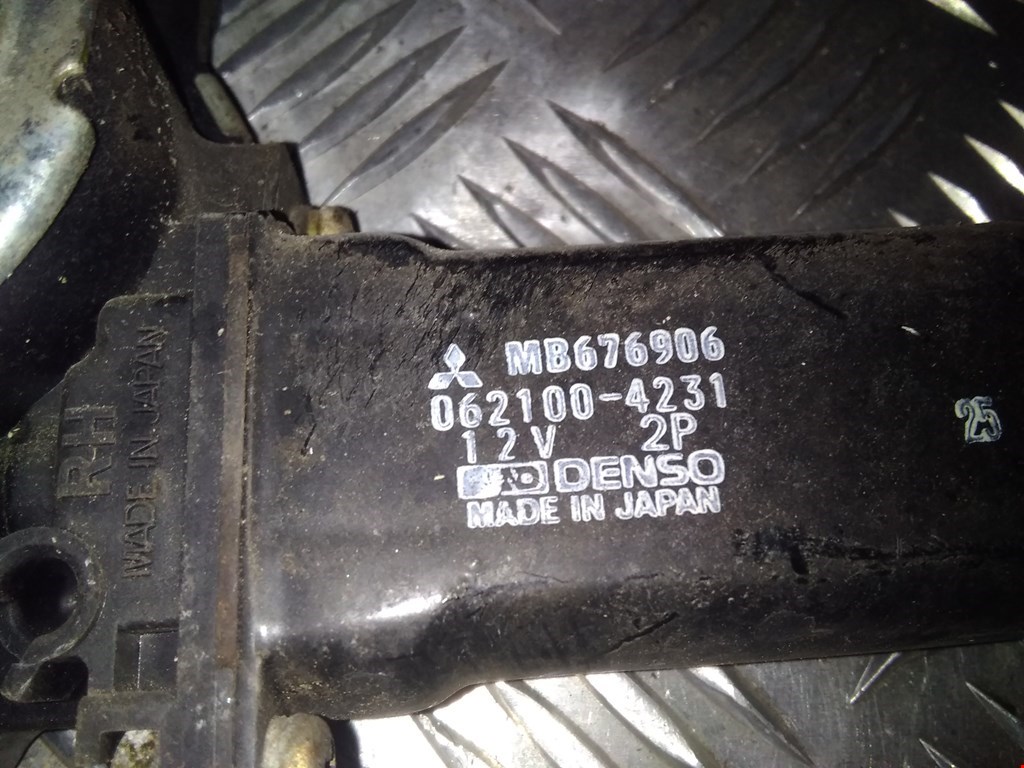 MB676906
062100-4231
12V 2P
DENSO
MADE IN JAPAN
25
RH
MADE IN JAPAN